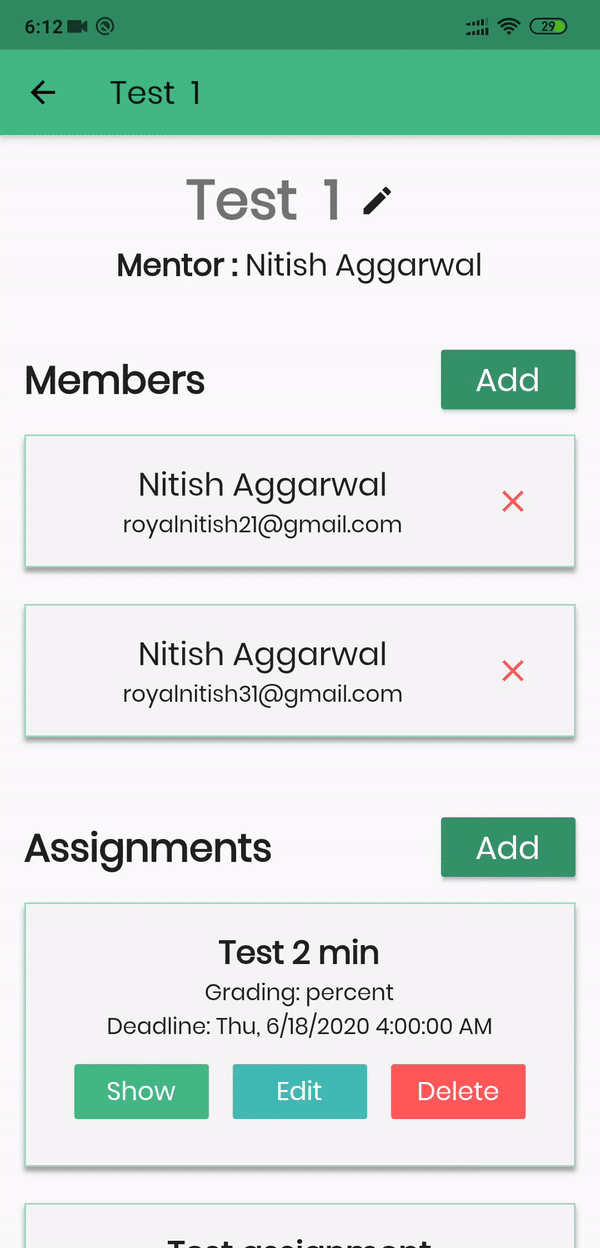 6:12 29
Test 1
Test 1
Mentor : Nitish Aggarwal
Members Add
Nitish Aggarwal
royalnitish21@gmail.com
Nitish Aggarwal
royalnitish31@gmail.com
Assignments Add
Test 2 min
Grading: percent
Deadline: Thu, 6/18/2020 4:00:00 AM
Show Edit Delete
Test assignment